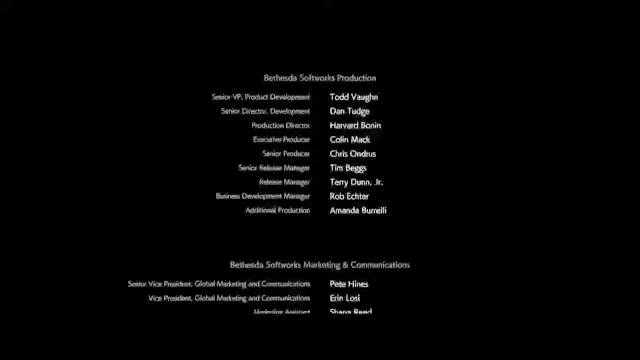 Bethesda Softworks Production
Senior VP, Product Development Todd Vaughn
Senior Director, Development Dan Tudge
Production Director Harvard Bonin
Executive Producer Colin Mack
Senior Producer Chris Ondrus
Senior Release Manager Tim Beggs
Release Manager Terry Dunn, Jr.
Business Development Manager Rob Echter
Additional Production Amanda Burrelli
Bethesda Softworks Marketing & Communications
Senior Vice President, Global Marketing and Communications Pete Hines
Vice President, Global Marketing and Communications Erin Losi
Marketing Assistant